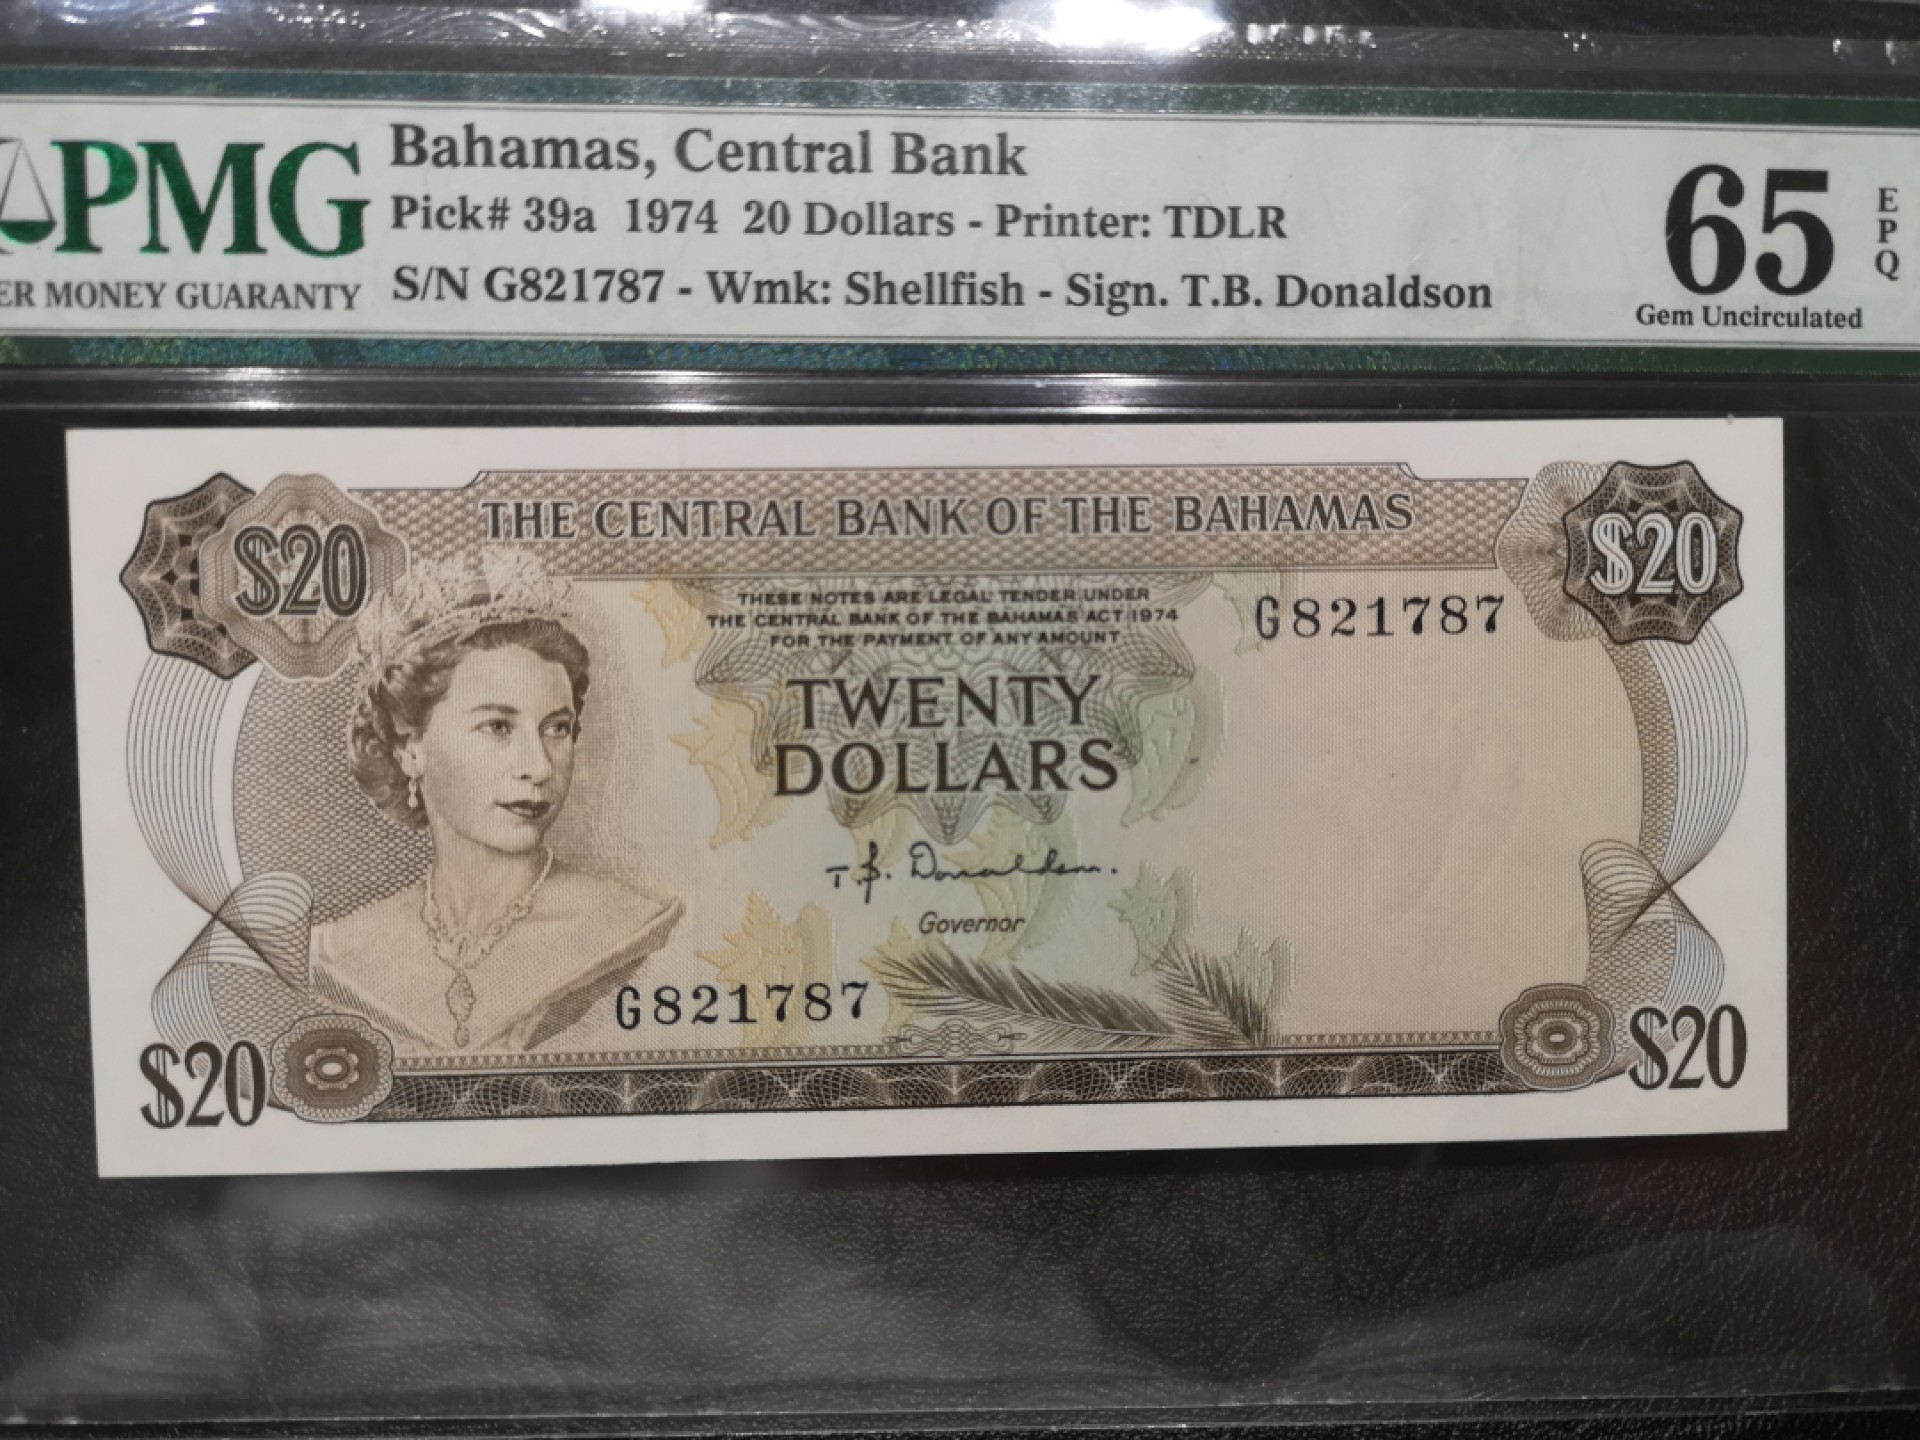 PMG
ER MONEY GUARANTY
Bahamas, Central Bank
Pick# 39a 1974 20 Dollars - Printer: TDLR
S/N G821787 - Wmk: Shellfish - Sign. T.B. Donaldson
65
EPQ
Gem Uncirculated
THE CENTRAL BANK OF THE BAHAMAS
$20
$20
THESE NOTES ARE LEGAL TENDER UNDER
THE CENTRAL BANK OF THE BAHAMAS ACT 1974
FOR THE PAYMENT OF ANY AMOUNT
G821787
TWENTY
DOLLARS
T.B. Donaldson.
Governor
G821787
$20
$20